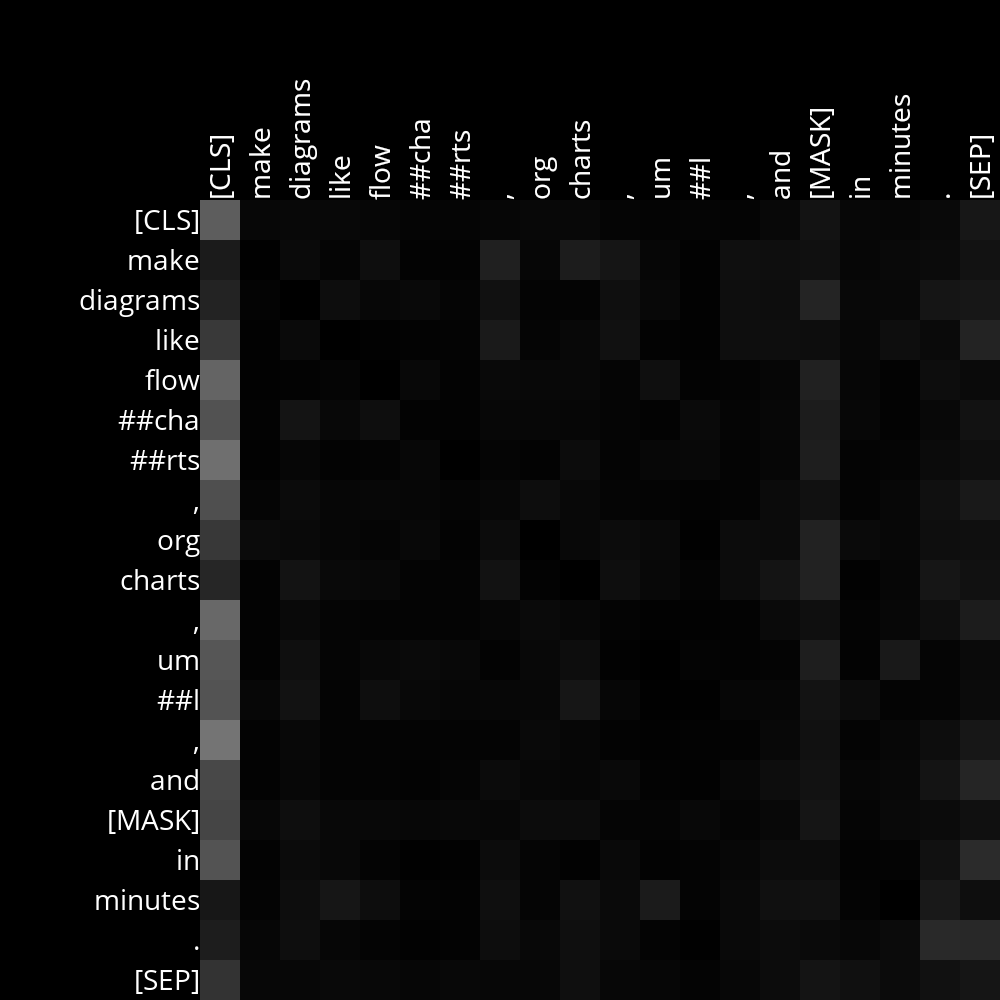 [CLS] make diagrams like flow ##cha ##rts , org charts , um ##l , and [MASK] in minutes . [SEP]
[CLS]
make
diagrams
like
flow
##cha
##rts
,
org
charts
,
um
##l
,
and
[MASK]
in
minutes
.
[SEP]